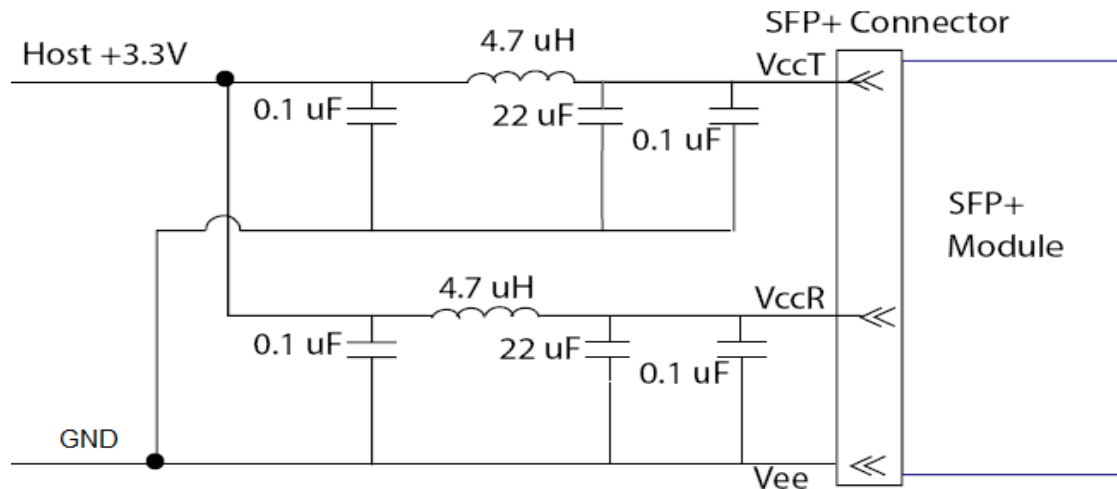 SFP+ Connector
Host +3.3V
4.7 uH
VccT
0.1 uF
22 uF
0.1 uF
SFP+
Module
4.7 uH
VccR
0.1 uF
22 uF
0.1 uF
GND
Vee